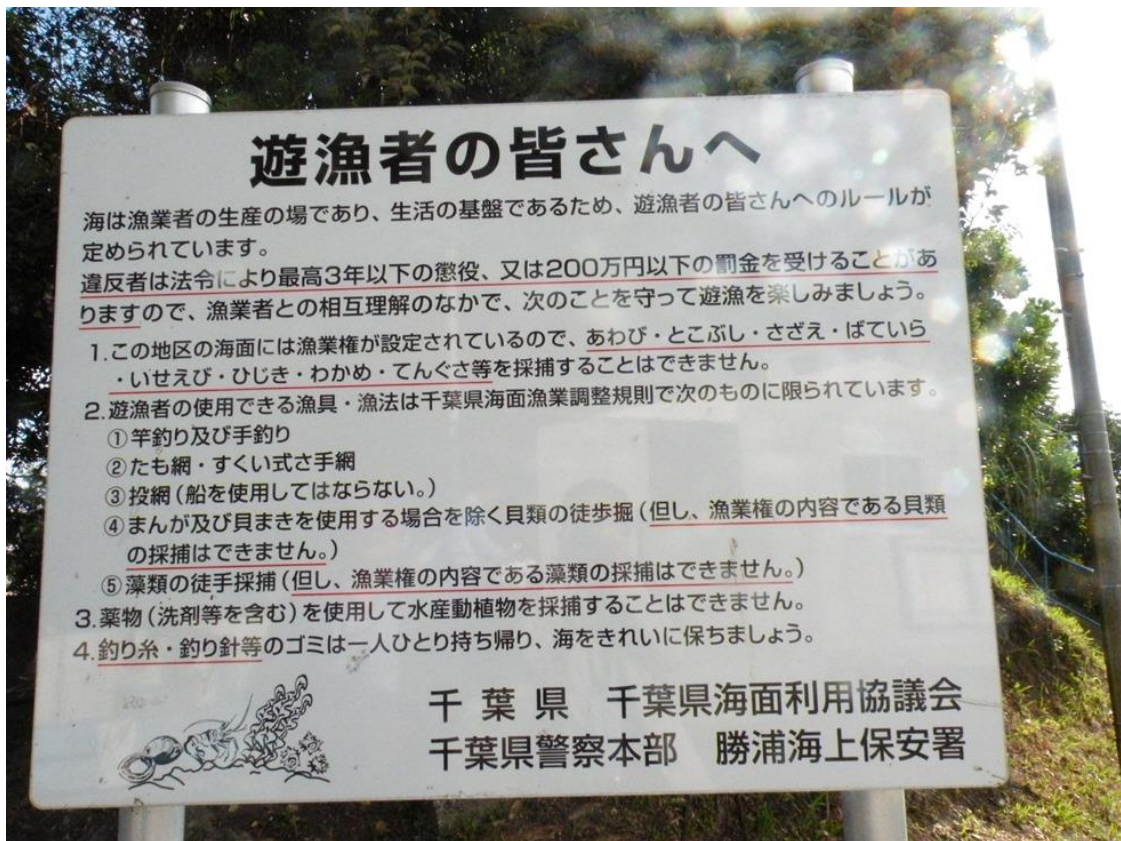 遊漁者の皆さんへ
海は漁業者の生産の場であり、生活の基盤であるため、遊漁者の皆さんへのルールが
定められています。
違反者は法令により最高3年以下の懲役、又は200万円以下の罰金を受けることがあ
りますので、漁業者との相互理解のなかで、次のことを守って遊漁を楽しみましょう。
1.この地区の海面には漁業権が設定されているので、あわび・とこぶし・さざえ・ばていら
・いせえび・ひじき・わかめ・てんぐさ等を採捕することはできません。
2.遊漁者の使用できる漁具・漁法は千葉県海面漁業調整規則で次のものに限られています。
①竿釣り及び手釣り
②たも網・すくい式さ手網
③投網(船を使用してはならない。)
④まんが及び貝まきを使用する場合を除く貝類の徒歩掘(但し、漁業権の内容である貝類
の採捕はできません。)
⑤藻類の徒手採捕(但し、漁業権の内容である藻類の採捕はできません。)
3.薬物(洗剤等を含む)を使用して水産動植物を採捕することはできません。
4.釣り糸・釣り針等のゴミは一人ひとり持ち帰り、海をきれいに保ちましょう。
千葉県 千葉県海面利用協議会
千葉県警察本部 勝浦海上保安署